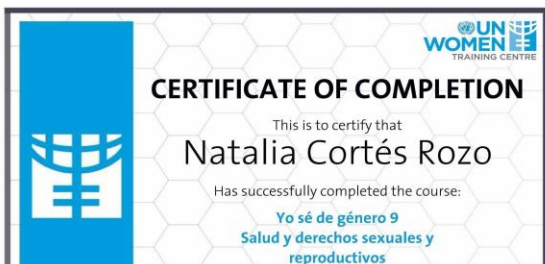 UN
WOMEN
TRAINING CENTRE
CERTIFICATE OF COMPLETION
This is to certify that
Natalia Cortés Rozo
Has successfully completed the course:
Yo sé de género 9
Salud y derechos sexuales y
reproductivos